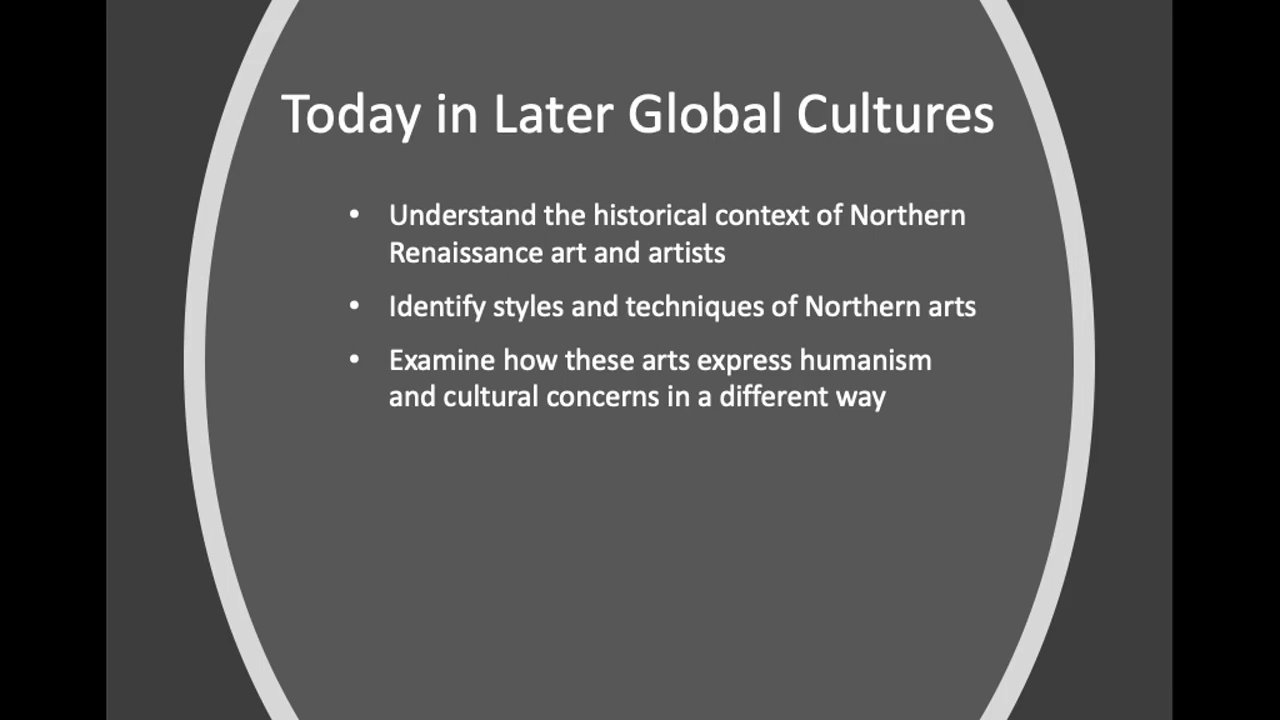 Today in Later Global Cultures
• Understand the historical context of Northern
Renaissance art and artists
• Identify styles and techniques of Northern arts
• Examine how these arts express humanism
and cultural concerns in a different way